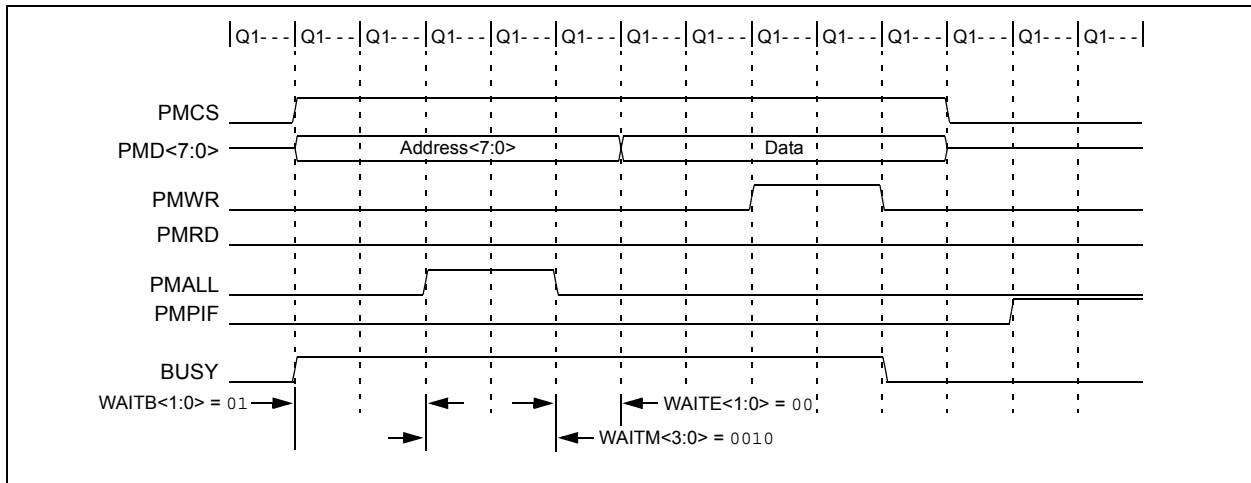 Q1- - - Q1- - - Q1- - - Q1- - - Q1- - - Q1- - - Q1- - - Q1- - - Q1- - - Q1- - - Q1- - - Q1- - - Q1- - - Q1- - -
PMCS
PMD<7:0> Address<7:0> Data
PMWR
PMRD
PMALL
PMPIF
BUSY
WAITB<1:0> = 01 WAITE<1:0> = 00
WAITM<3:0> = 0010